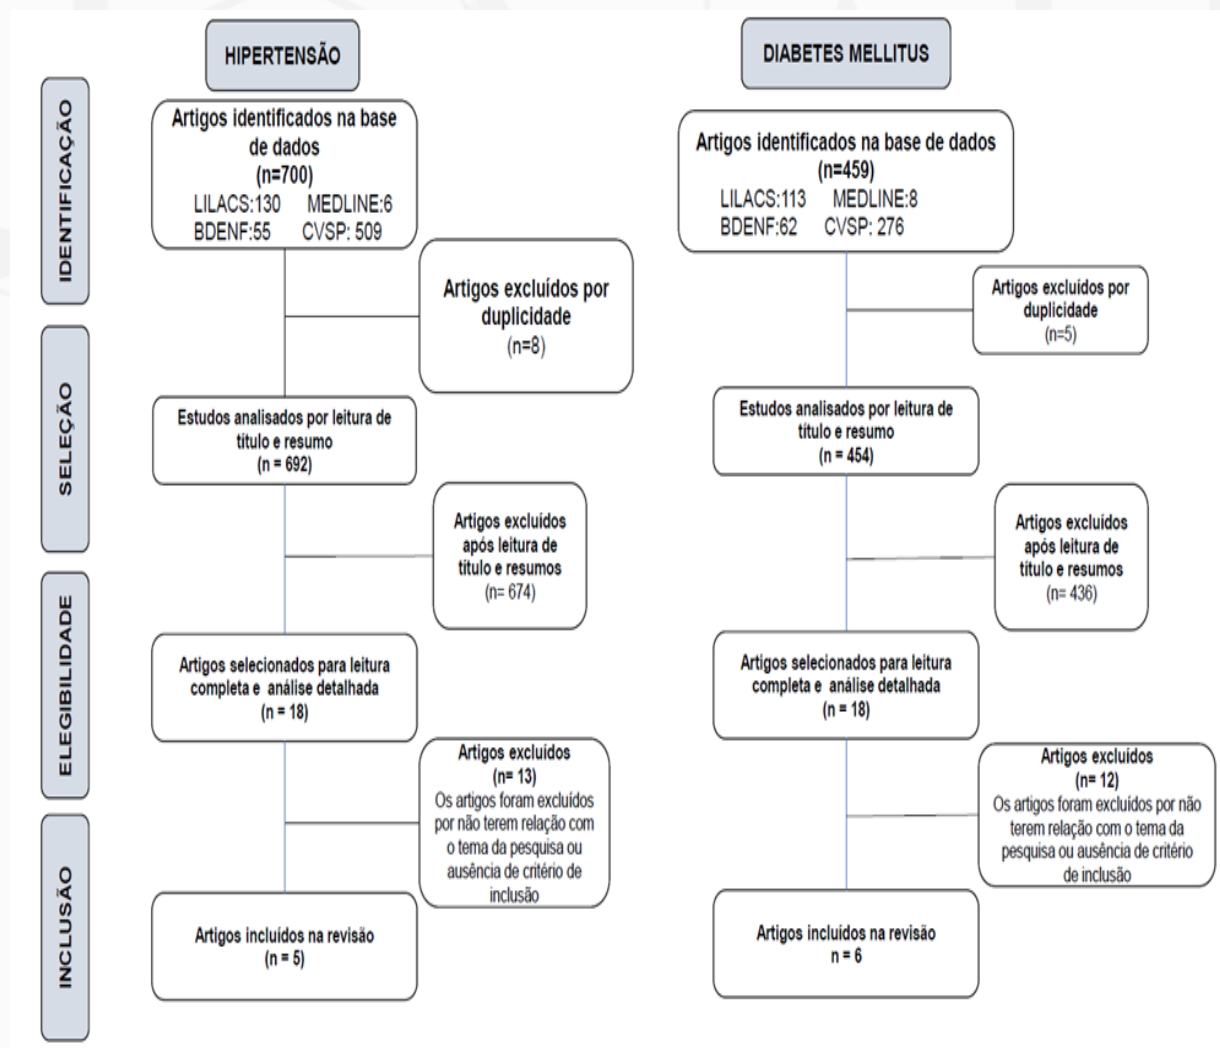 HIPERTENSÃO
DIABETES MELLITUS
IDENTIFICAÇÃO
Artigos identificados na base
de dados
(n=700)
LILACS:130 MEDLINE:6
BDENF:55 CVSP: 509
Artigos identificados na base de dados
(n=459)
LILACS:113 MEDLINE:8
BDENF:62 CVSP: 276
Artigos excluídos por
duplicidade
(n=8)
Artigos excluídos por
duplicidade
(n=5)
SELEÇÃO
Estudos analisados por leitura de
título e resumo
(n = 692)
Estudos analisados por leitura de
título e resumo
(n = 454)
Artigos excluídos
após leitura de
título e resumos
(n= 674)
Artigos excluídos
após leitura de
título e resumos
(n= 436)
ELEGIBILIDADE
Artigos selecionados para leitura
completa e análise detalhada
(n = 18)
Artigos selecionados para leitura
completa e análise detalhada
(n = 18)
Artigos excluídos
(n= 13)
Os artigos foram excluídos
por não terem relação com
o tema da pesquisa ou
ausência de critério de
inclusão
Artigos excluídos
(n= 12)
Os artigos foram excluídos por não
terem relação com o tema da
pesquisa ou ausência de critério
de inclusão
INCLUSÃO
Artigos incluídos na revisão
(n = 5)
Artigos incluídos na revisão
n = 6